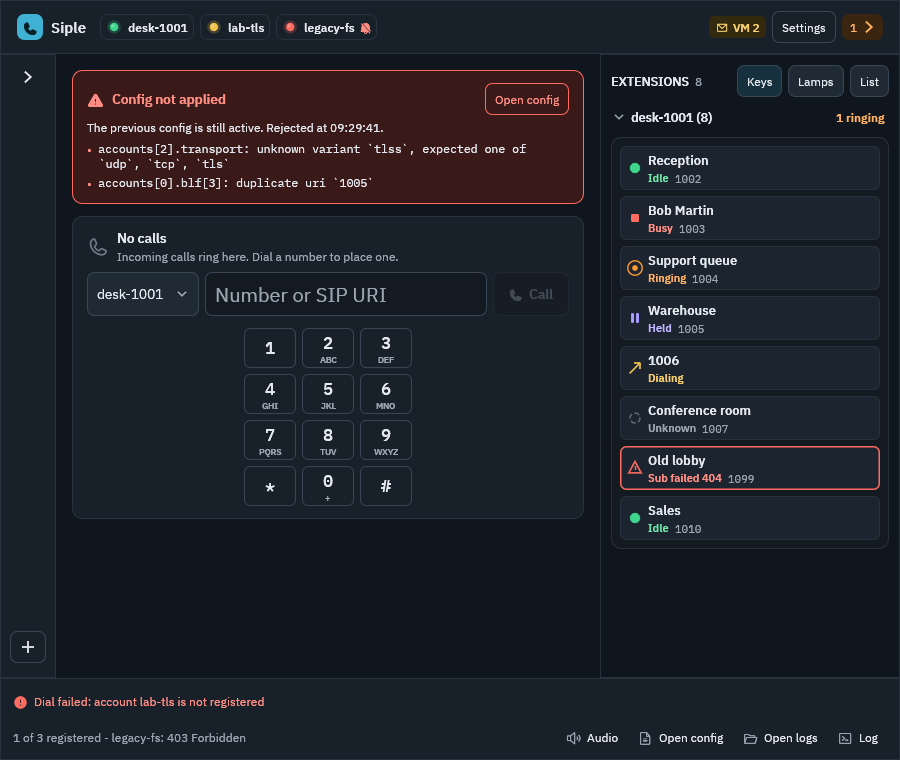 Siple
desk-1001
lab-tls
legacy-fs
VM 2
Settings
1
Config not applied
Open config
The previous config is still active. Rejected at 09:29:41.
• accounts[2].transport: unknown variant `tlss`, expected one of
`udp`, `tcp`, `tls`
• accounts[0].blf[3]: duplicate uri `1005`
No calls
Incoming calls ring here. Dial a number to place one.
desk-1001
Number or SIP URI
Call
1
2
ABC
3
DEF
4
GHI
5
JKL
6
MNO
7
PQRS
8
TUV
9
WXYZ
*
0
+
#
EXTENSIONS 8
Keys
Lamps
List
desk-1001 (8)
1 ringing
Reception
Idle 1002
Bob Martin
Busy 1003
Support queue
Ringing 1004
Warehouse
Held 1005
1006
Dialing
Conference room
Unknown 1007
Old lobby
Sub failed 404 1099
Sales
Idle 1010
+
Dial failed: account lab-tls is not registered
1 of 3 registered - legacy-fs: 403 Forbidden
Audio
Open config
Open logs
Log